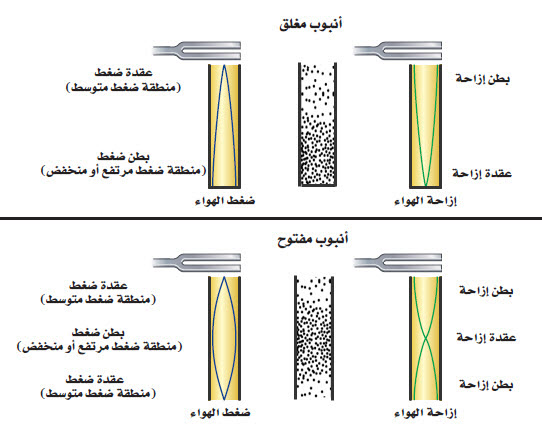 أنبوب مغلق
بطن إزاحة
عقدة إزاحة
إزاحة الهواء
عقدة ضغط
(منطقة ضغط متوسط)
بطن ضغط
(منطقة ضغط مرتفع أو منخفض)
ضغط الهواء
أنبوب مفتوح
بطن إزاحة
عقدة إزاحة
بطن إزاحة
إزاحة الهواء
عقدة ضغط
(منطقة ضغط متوسط)
بطن ضغط
(منطقة ضغط مرتفع أو منخفض)
عقدة ضغط
(منطقة ضغط متوسط)
ضغط الهواء